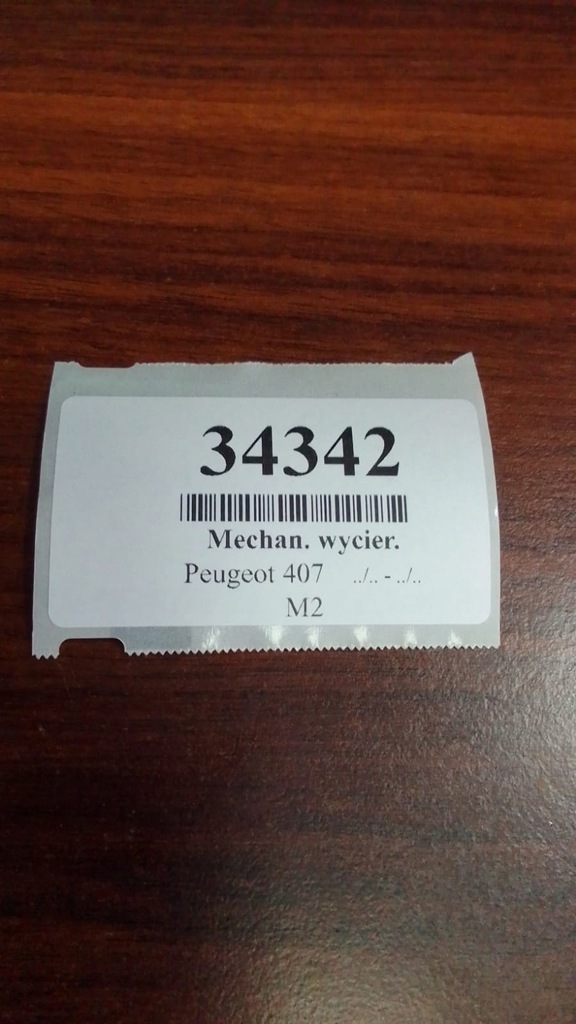 34342
Mechan. wycier.
Peugeot 407 ../.. - ../..
M2